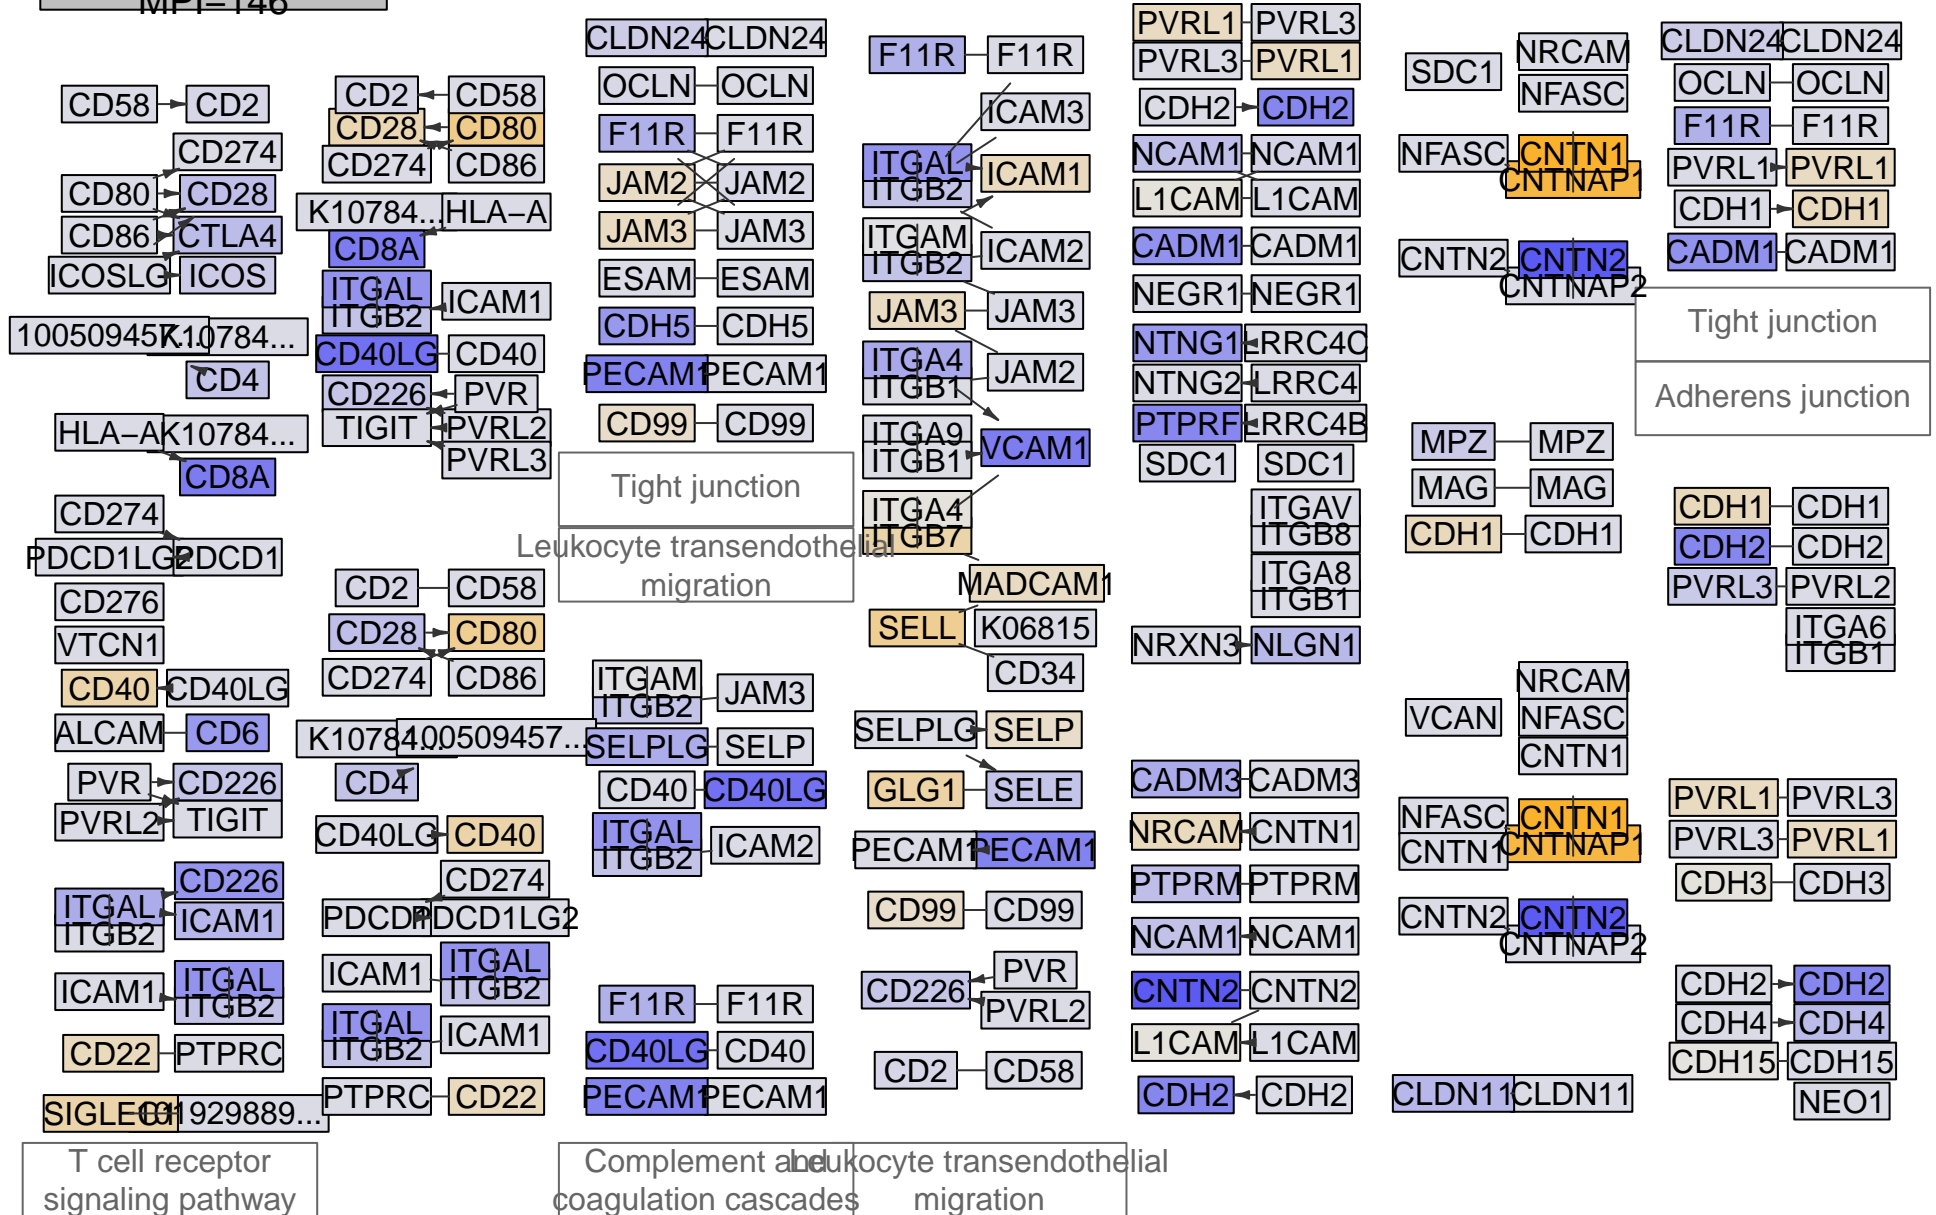 MPI−146
CD58
CD2
CD274
CD80
CD28
CD86
CTLA4
ICOSLG
ICOS
100509457...
K10784...
CD4
HLA−A
K10784...
CD8A
CD274
PDCD1LG2
PDCD1
CD276
VTCN1
CD40
CD40LG
ALCAM
CD6
PVR
CD226
PVRL2
TIGIT
CD226
ITGAL
ITGB2
ICAM1
ICAM1
ITGAL
ITGB2
CD22
PTPRC
101929889...
T cell receptor
signaling pathway
CD2
CD58
CD28
CD80
CD274
CD86
K10784...
HLA−A
CD8A
ITGAL
ITGB2
ICAM1
CD40LG
CD40
CD226
PVR
TIGIT
PVRL2
PVRL3
CD2
CD58
CD28
CD80
CD274
CD86
K10784...
100509457...
CD4
CD40LG
CD40
CD274
PDCD1
PDCD1LG2
ICAM1
ITGAL
ITGB2
ITGAL
ITGB2
ICAM1
PTPRC
CD22
CLDN24
CLDN24
OCLN
OCLN
F11R
F11R
JAM2
JAM2
JAM3
JAM3
ESAM
ESAM
CDH5
CDH5
PECAM1
PECAM1
CD99
CD99
Tight junction
Leukocyte transendothelial
migration
ITGAM
ITGB2
JAM3
SELPLG
SELP
CD40
CD40LG
ITGAL
ITGB2
ICAM2
F11R
F11R
CD40LG
CD40
PECAM1
PECAM1
Complement and
coagulation cascades
F11R
F11R
ICAM3
ITGAL
ITGB2
ICAM1
ITGAM
ITGB2
ICAM2
JAM3
JAM3
ITGA4
ITGB1
JAM2
ITGA9
ITGB1
VCAM1
ITGA4
ITGB7
MADCAM1
SELL
K06815
CD34
SELPLG
SELP
GLG1
SELE
PECAM1
PECAM1
CD99
CD99
CD226
PVR
PVRL2
CD2
CD58
Leukocyte transendothelial
migration
PVRL1
PVRL3
PVRL3
PVRL1
CDH2
CDH2
NCAM1
NCAM1
L1CAM
L1CAM
CADM1
CADM1
NEGR1
NEGR1
NTNG1
LRRC4C
NTNG2
LRRC4
PTPRF
LRRC4B
SDC1
SDC1
ITGAV
ITGB8
ITGA8
ITGB1
NRXN3
NLGN1
CADM3
CADM3
NRCAM
CNTN1
PTPRM
PTPRM
NCAM1
NCAM1
CNTN2
CNTN2
L1CAM
L1CAM
CDH2
CDH2
SDC1
NRCAM
NFASC
NFASC
CNTN1
CNTNAP1
CNTN2
CNTN2
CNTNAP2
MPZ
MPZ
MAG
MAG
CDH1
CDH1
VCAN
NRCAM
NFASC
CNTN1
NFASC
CNTN1
CNTN1
CNTNAP1
CNTN2
CNTN2
CNTNAP2
CLDN11
CLDN11
CLDN24
CLDN24
OCLN
OCLN
F11R
F11R
PVRL1
PVRL1
CDH1
CDH1
CADM1
CADM1
Tight junction
Adherens junction
CDH1
CDH1
CDH2
CDH2
PVRL3
PVRL2
ITGA6
ITGB1
PVRL1
PVRL3
PVRL3
PVRL1
CDH3
CDH3
CDH2
CDH2
CDH4
CDH4
CDH15
CDH15
NEO1